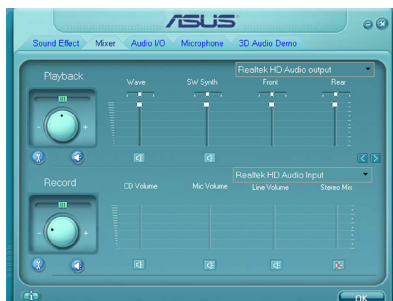 ASUS
Sound Effect Mixer Audio I/O Microphone 3D Audio Demo
Playback
Realtek HD Audio output
Wave SW Synth Front Rear
- +
Record
Realtek HD Audio Input
CD Volume Mic Volume Line Volume Stereo Mix
- +
i
OK